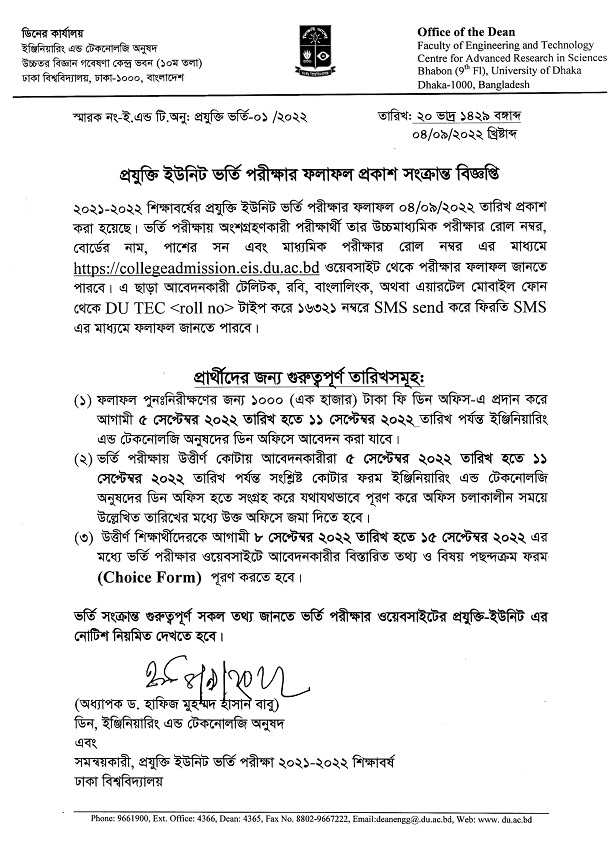 ডিনের কার্যালয়
ইঞ্জিনিয়ারিং এন্ড টেকনোলজি অনুষদ
উচ্চতর বিজ্ঞান গবেষণা কেন্দ্র ভবন (১০ম তলা)
ঢাকা বিশ্ববিদ্যালয়, ঢাকা-১০০০, বাংলাদেশ
Office of the Dean
Faculty of Engineering and Technology
Centre for Advanced Research in Sciences
Bhabon (9th Fl), University of Dhaka
Dhaka-1000, Bangladesh
স্মারক নং-ই.এন্ড টি.অনু: প্রযুক্তি ভর্তি-০১ /২০২২
তারিখ: ২০ ভাদ্র ১৪২৯ বঙ্গাব্দ
০৪/০৯/২০২২ খ্রিষ্টাব্দ
প্রযুক্তি ইউনিট ভর্তি পরীক্ষার ফলাফল প্রকাশ সংক্রান্ত বিজ্ঞপ্তি
২০২১-২০২২ শিক্ষাবর্ষের প্রযুক্তি ইউনিট ভর্তি পরীক্ষার ফলাফল ০৪/০৯/২০২২ তারিখ প্রকাশ
করা হয়েছে। ভর্তি পরীক্ষায় অংশগ্রহণকারী পরীক্ষার্থী তার উচ্চমাধ্যমিক পরীক্ষার রোল নম্বর,
বোর্ডের নাম, পাশের সন এবং মাধ্যমিক পরীক্ষার রোল নম্বর এর মাধ্যমে
https://collegeadmission.eis.du.ac.bd ওয়েবসাইট থেকে পরীক্ষার ফলাফল জানতে
পারবে। এ ছাড়া আবেদনকারী টেলিটক, রবি, বাংলালিংক, অথবা এয়ারটেল মোবাইল ফোন
থেকে DU TEC <roll no> টাইপ করে ১৬৩২১ নম্বরে SMS send করে ফিরতি SMS
এর মাধ্যমে ফলাফল জানতে পারবে।
প্রার্থীদের জন্য গুরুত্বপূর্ণ তারিখসমূহ:
(১) ফলাফল পুনঃনিরীক্ষণের জন্য ১০০০ (এক হাজার) টাকা ফি ডিন অফিস-এ প্রদান করে
আগামী ৫ সেপ্টেম্বর ২০২২ তারিখ হতে ১১ সেপ্টেম্বর ২০২২ তারিখ পর্যন্ত ইঞ্জিনিয়ারিং
এন্ড টেকনোলজি অনুষদের ডিন অফিসে আবেদন করা যাবে।
(২) ভর্তি পরীক্ষায় উত্তীর্ণ কোটায় আবেদনকারীরা ৫ সেপ্টেম্বর ২০২২ তারিখ হতে ১১
সেপ্টেম্বর ২০২২ তারিখ পর্যন্ত সংশ্লিষ্ট কোটার ফরম ইঞ্জিনিয়ারিং এন্ড টেকনোলজি
অনুষদের ডিন অফিস হতে সংগ্রহ করে যথাযথভাবে পূরণ করে অফিস চলাকালীন সময়ে
উল্লেখিত তারিখের মধ্যে উক্ত অফিসে জমা দিতে হবে।
(৩) উত্তীর্ণ শিক্ষার্থীদেরকে আগামী ৮ সেপ্টেম্বর ২০২২ তারিখ হতে ১৫ সেপ্টেম্বর ২০২২ এর
মধ্যে ভর্তি পরীক্ষার ওয়েবসাইটে আবেদনকারীর বিস্তারিত তথ্য ও বিষয় পছন্দক্রম ফরম
(Choice Form) পূরণ করতে হবে।
ভর্তি সংক্রান্ত গুরুত্বপূর্ণ সকল তথ্য জানতে ভর্তি পরীক্ষার ওয়েবসাইটের প্রযুক্তি-ইউনিট এর
নোটিশ নিয়মিত দেখতে হবে।
৪/৯/২০২২
(অধ্যাপক ড. হাফিজ মুহম্মদ হাসান বাবু)
ডিন, ইঞ্জিনিয়ারিং এন্ড টেকনোলজি অনুষদ
এবং
সমন্বয়কারী, প্রযুক্তি ইউনিট ভর্তি পরীক্ষা ২০২১-২০২২ শিক্ষাবর্ষ
ঢাকা বিশ্ববিদ্যালয়
Phone: 9661900, Ext. Office: 4366, Dean: 4365, Fax No. 8802-9667222, Email:deanengg@.du.ac.bd, Web: www. du.ac.bd